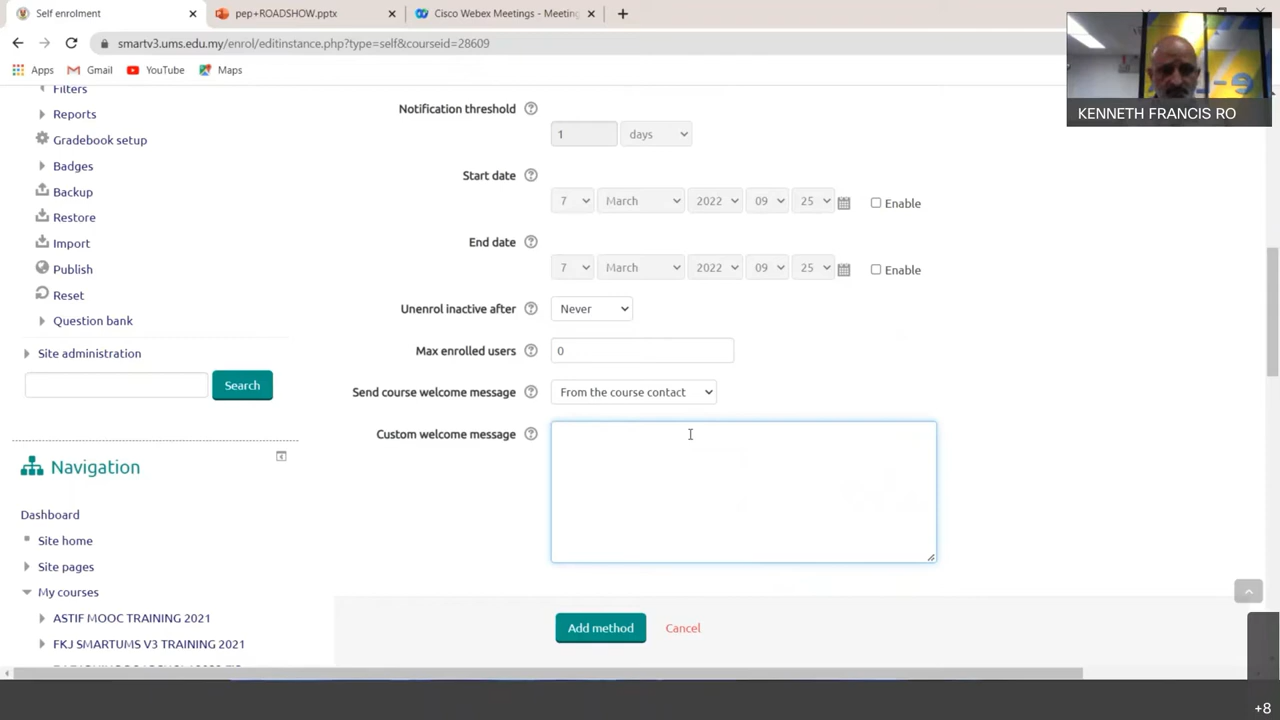 Self enrolment
pep+ROADSHOW.pptx
Cisco Webex Meetings - Meeting
smartv3.ums.edu.my/enrol/editinstance.php?type=self&courseid=28609
Apps
Gmail
YouTube
Maps
KENNETH FRANCIS RO
Filters
Reports
Gradebook setup
Badges
Backup
Restore
Import
Publish
Reset
Question bank
Site administration
Search
Navigation
Dashboard
Site home
Site pages
My courses
ASTIF MOOC TRAINING 2021
FKJ SMARTUMS V3 TRAINING 2021
Notification threshold
1 days
Start date
7 March 2022 09 25 Enable
End date
7 March 2022 09 25 Enable
Unenrol inactive after Never
Max enrolled users 0
Send course welcome message From the course contact
Custom welcome message
Add method Cancel
+8